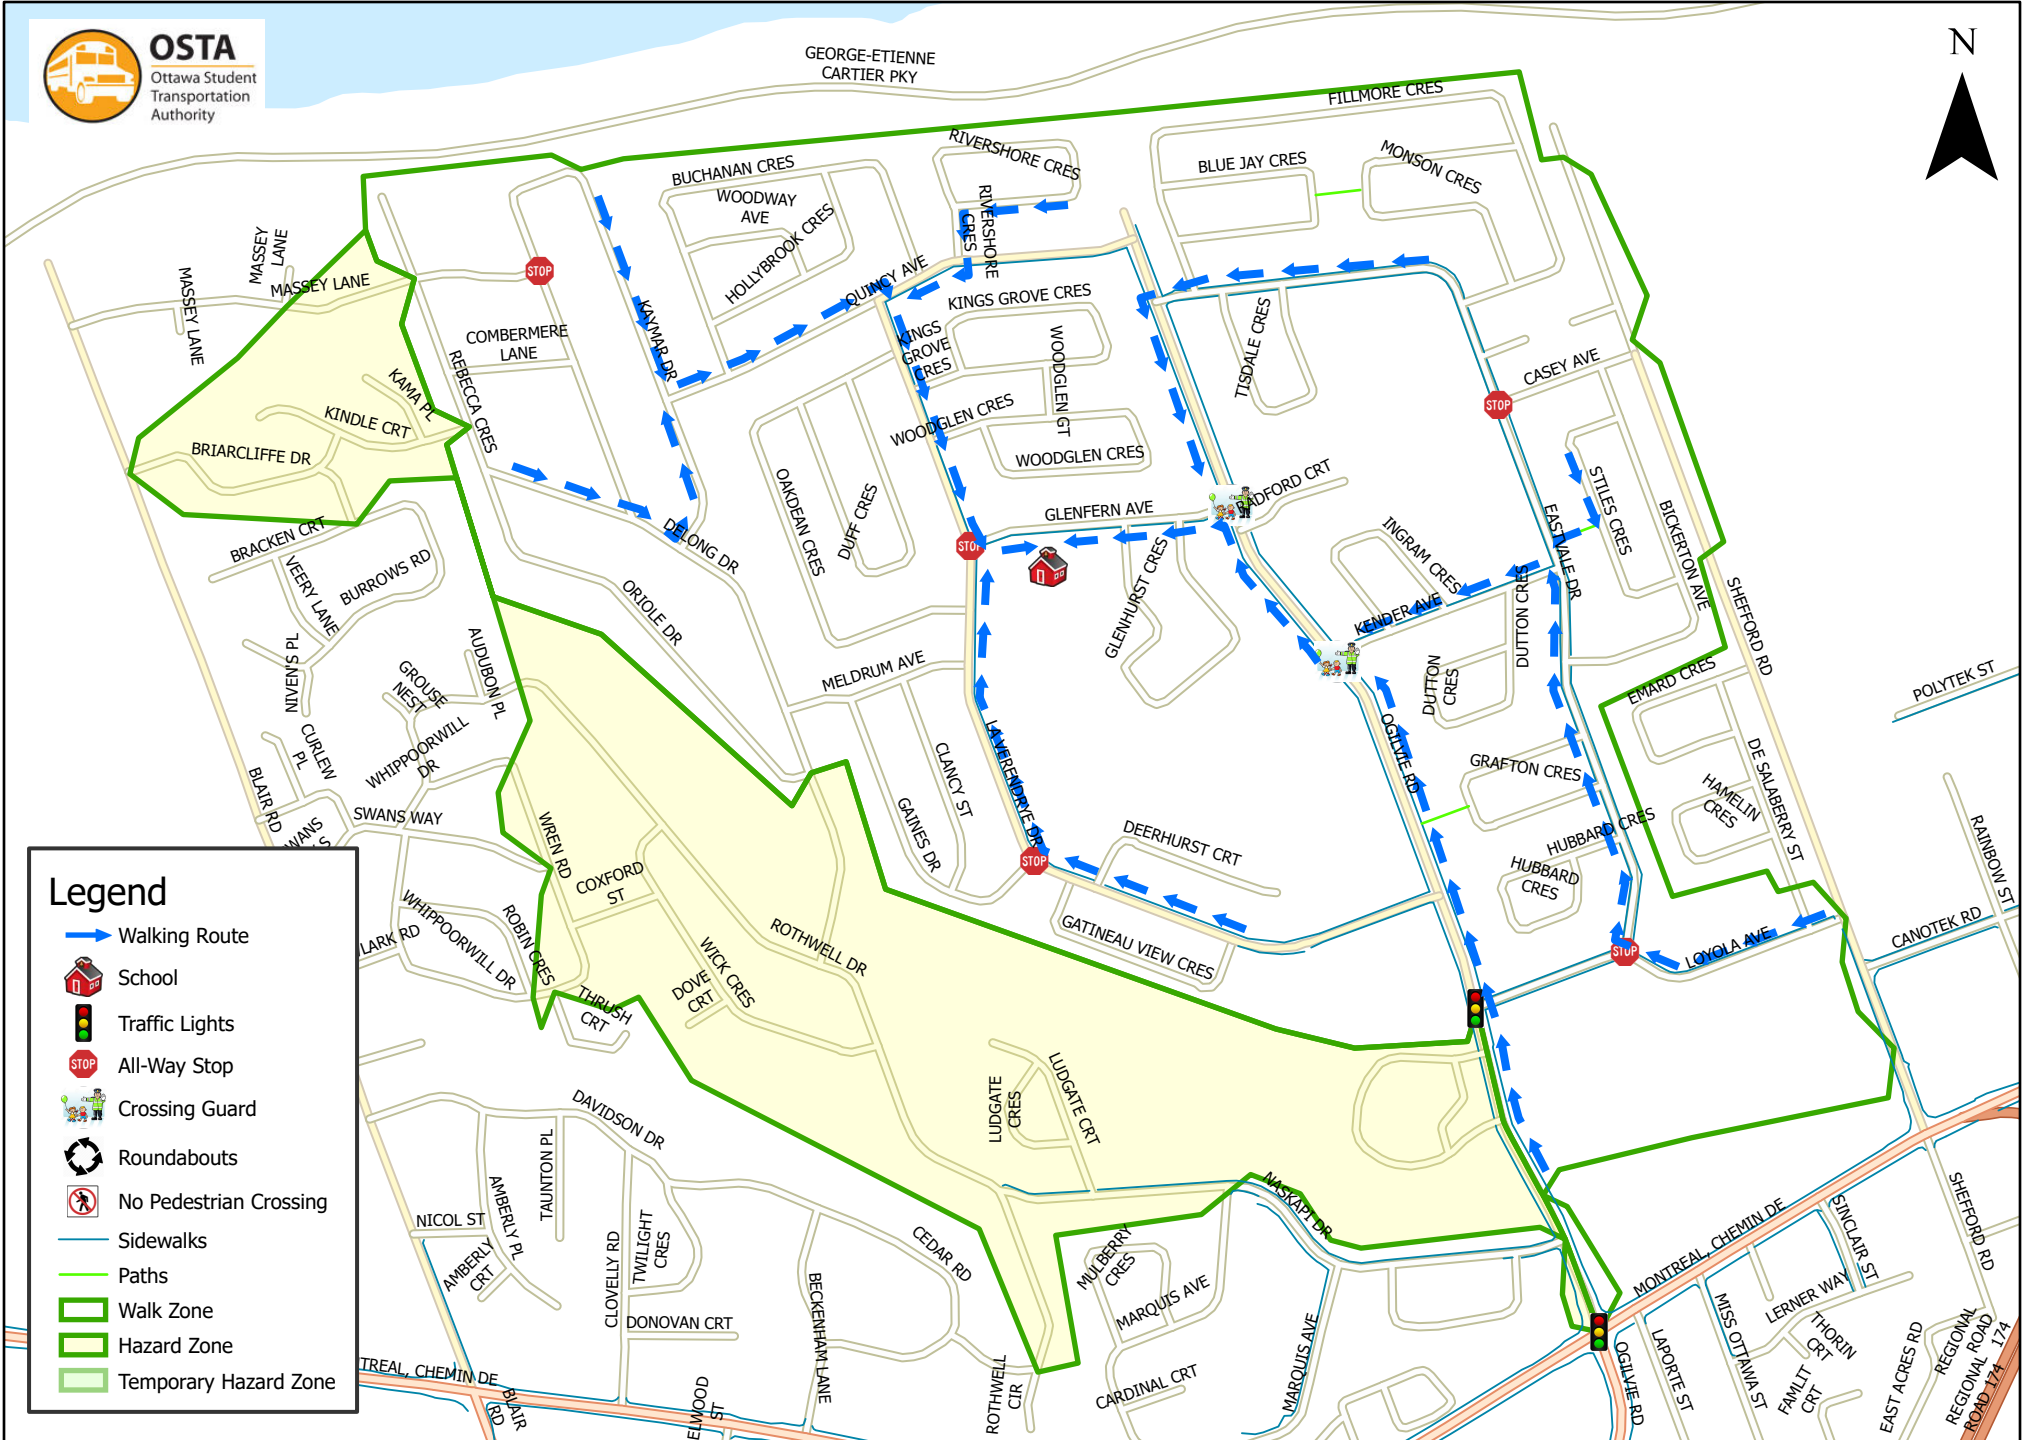 OSTA
Ottawa Student
Transportation
Authority
N
GEORGE-ETIENNE
CARTIER PKY
FILLMORE CRES
RIVERSHORE CRES
BUCHANAN CRES
BLUE JAY CRES
MONSON CRES
WOODWAY
AVE
RIVERSHORE
CRES
HOLLYBROOK CRES
MASSEY
LANE
MASSEY LANE
MASSEY LANE
STOP
QUINCY AVE
KINGS GROVE CRES
KAYMAR DR
COMBERMERE
LANE
KINGS
GROVE
CRES
WOODGLEN GT
TISDALE CRES
CASEY AVE
STOP
REBECCA CRES
KAMA PL
KINDLE CRT
BRIARCLIFFE DR
WOODGLEN CRES
WOODGLEN CRES
OAKDEAN CRES
DUFF CRES
GLENFERN AVE
RADFORD CRT
STILES CRES
BICKERTON AVE
EASTVALE DR
INGRAM CRES
BRACKEN CRT
VEERY LANE
BURROWS RD
DELONG DR
STOP
ORIOLE DR
GLENHURST CRES
KENDER AVE
DUTTON CRES
SHEFFORD RD
NIVEN'S PL
AUDUBON PL
GROUSE
NEST
MELDRUM AVE
DUTTON
CRES
EMARD CRES
POLYTEK ST
CURLEW
PL
WHIPPOORWILL
DR
LA VERENDRYE DR
OGILVIE RD
CLANCY ST
GAINES DR
GRAFTON CRES
DE SALABERRY ST
HAMELIN
CRES
BLAIR RD
SWANS WAY
WREN RD
DEERHURST CRT
HUBBARD CRES
HUBBARD
CRES
RAINBOW ST
STOP
COXFORD
ST
WHIPPOORWILL DR
ROBIN CRES
ROTHWELL DR
GATINEAU VIEW CRES
STOP
LOYOLA AVE
CANOTEK RD
WICK CRES
DOVE
CRT
THRUSH
CRT
LUDGATE
CRES
LUDGATE CRT
DAVIDSON DR
TAUNTON PL
AMBERLY PL
NICOL ST
AMBERLY
CRT
CLOVELLY RD
TWILIGHT
CRES
CEDAR RD
BECKENHAM LANE
DONOVAN CRT
NASKAPI DR
MULBERRY
CRES
MARQUIS AVE
MARQUIS AVE
CARDINAL CRT
ROTHWELL
CIR
ELWOOD
ST
BLAIR
RD
TREAL, CHEMIN DE
MONTREAL, CHEMIN DE
SINCLAIR ST
SHEFFORD RD
LERNER WAY
THORIN
CRT
MISS OTTAWA ST
LAPORTE ST
OGILVIE RD
FAMLIT
CRT
EAST ACRES RD
REGIONAL
ROAD
174
REGIONAL
ROAD 174
Legend
Walking Route
School
Traffic Lights
STOP
All-Way Stop
Crossing Guard
Roundabouts
No Pedestrian Crossing
Sidewalks
Paths
Walk Zone
Hazard Zone
Temporary Hazard Zone